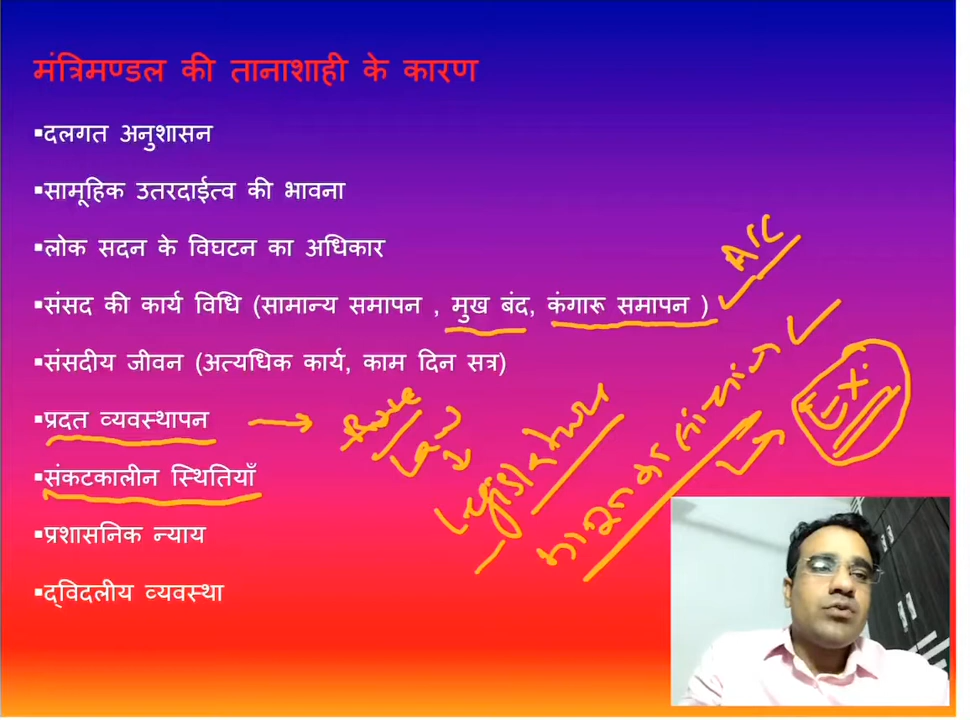 मंत्रिमण्डल की तानाशाही के कारण
▪दलगत अनुशासन
▪सामूहिक उतरदाईत्व की भावना
▪लोक सदन के विघटन का अधिकार
▪संसद की कार्य विधि (सामान्य समापन , मुख बंद, कंगारू समापन )
▪संसदीय जीवन (अत्यधिक कार्य, काम दिन सत्र)
▪प्रदत व्यवस्थापन
▪संकटकालीन स्थितियाँ
▪प्रशासनिक न्याय
▪द्विदलीय व्यवस्था
Legislature
Ex.